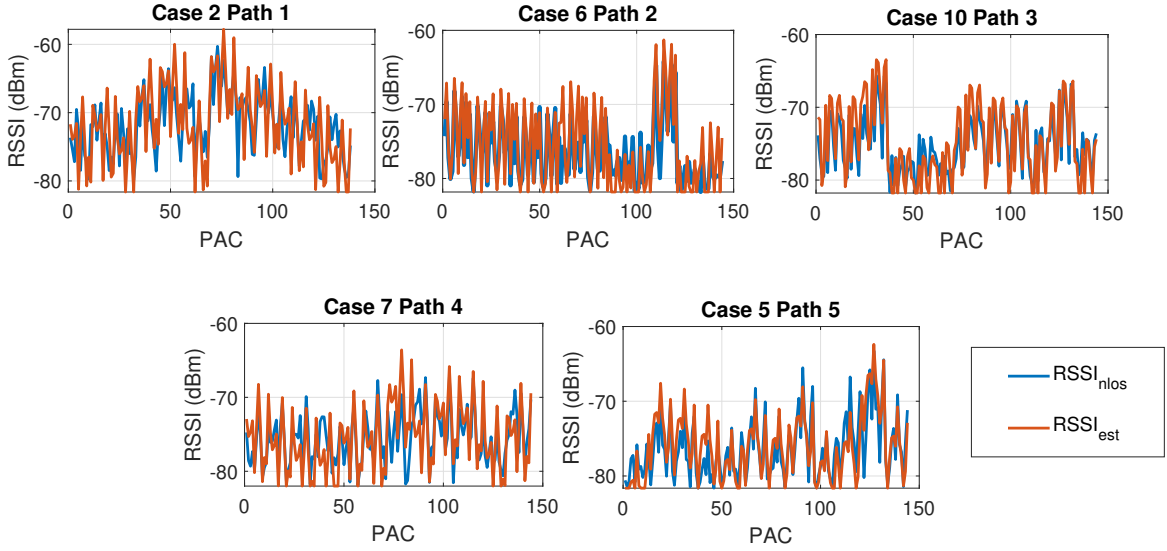 Case 2 Path 1
RSSI (dBm)
-60
-70
-80
0 50 100 150
PAC
Case 6 Path 2
RSSI (dBm)
-60
-70
-80
0 50 100 150
PAC
Case 10 Path 3
RSSI (dBm)
-60
-70
-80
0 50 100 150
PAC
Case 7 Path 4
RSSI (dBm)
-60
-70
-80
0 50 100 150
PAC
Case 5 Path 5
RSSI (dBm)
-60
-70
-80
0 50 100 150
PAC
RSSI_nlos
RSSI_est